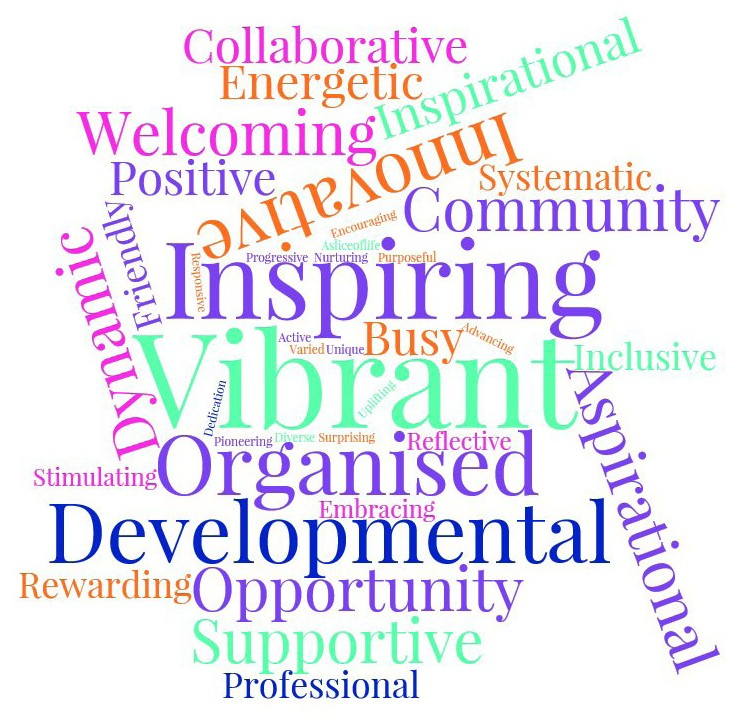 Collaborative
Energetic
Inspirational
Welcoming
Innovative
Positive
Systematic
Community
Friendly
Encouraging
Asliceoflife
Dynamic
Responsive
Progressive
Nurturing
Purposeful
Inspiring
Active
Busy
Advancing
Varied
Unique
Vibrant
Inclusive
Aspirational
Dedication
Uplifting
Pioneering
Diverse
Surprising
Reflective
Organised
Stimulating
Embracing
Developmental
Rewarding
Opportunity
Supportive
Professional